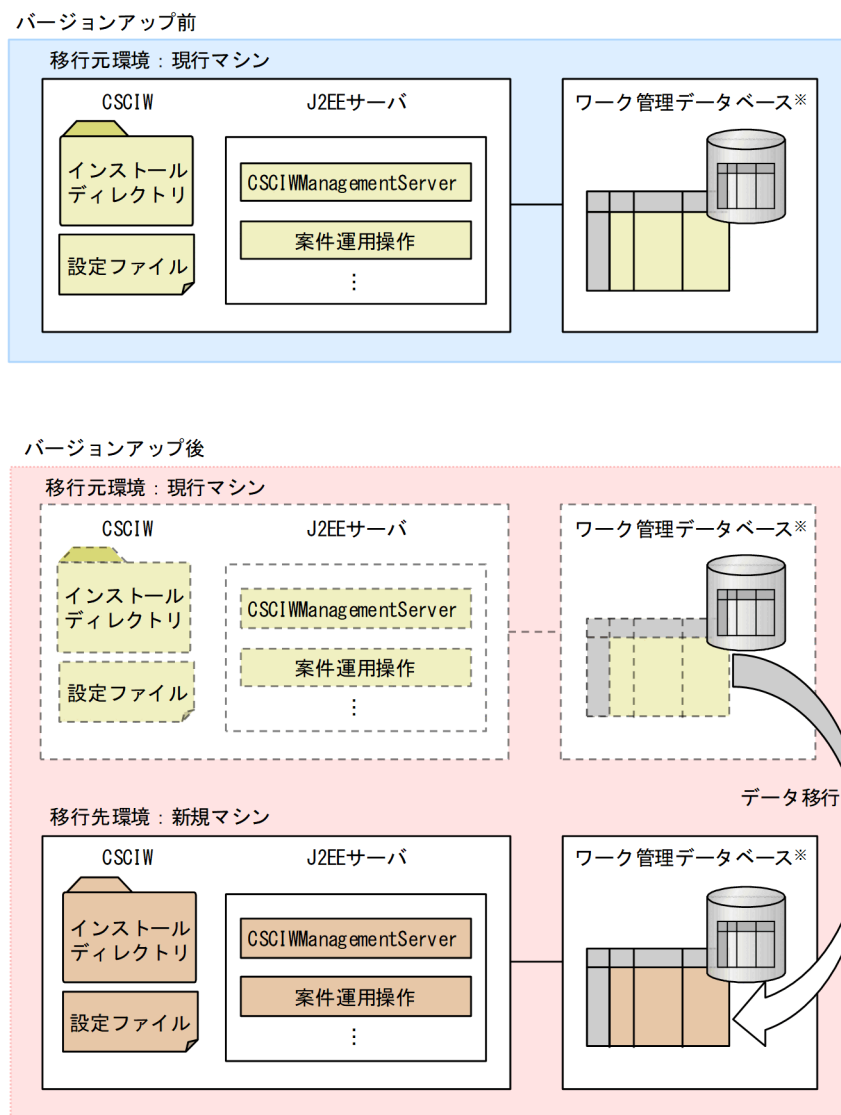 バージョンアップ前
移行元環境：現行マシン
CSCIW
J2EEサーバ
ワーク管理データベース※
インストール
ディレクトリ
CSCIWManagementServer
案件運用操作
設定ファイル
⋮
バージョンアップ後
移行元環境：現行マシン
CSCIW
J2EEサーバ
ワーク管理データベース※
インストール
ディレクトリ
CSCIWManagementServer
案件運用操作
設定ファイル
⋮
データ移行
移行先環境：新規マシン
CSCIW
J2EEサーバ
ワーク管理データベース※
インストール
ディレクトリ
CSCIWManagementServer
案件運用操作
設定ファイル
⋮